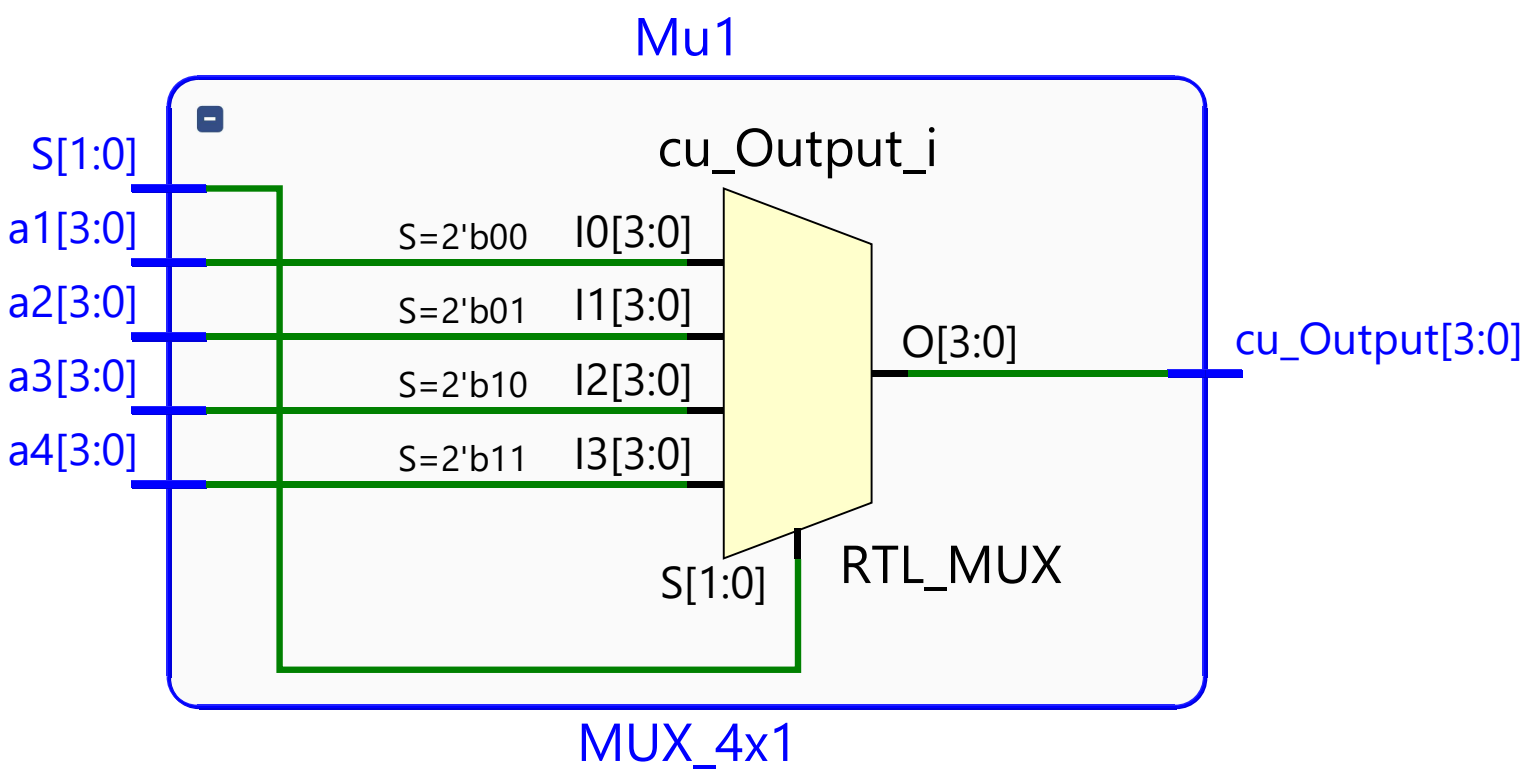 Mu1
cu_Output_i
S[1:0]
a1[3:0]
S=2'b00
I0[3:0]
a2[3:0]
S=2'b01
I1[3:0]
O[3:0]
cu_Output[3:0]
a3[3:0]
S=2'b10
I2[3:0]
a4[3:0]
S=2'b11
I3[3:0]
S[1:0]
RTL_MUX
MUX_4x1